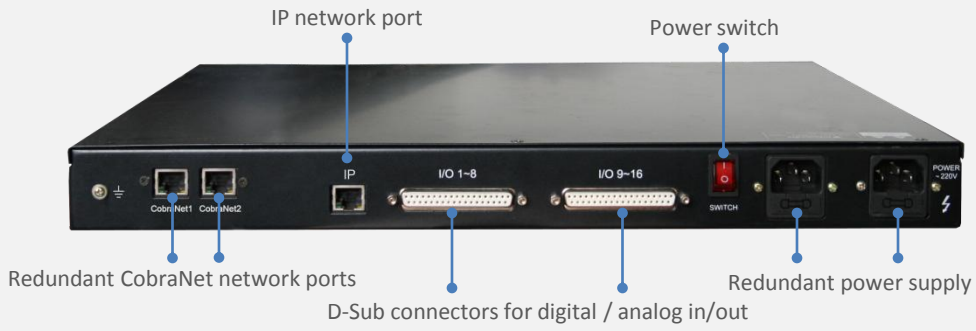 IP network port
Power switch
IP
I/O 1~8
I/O 9~16
POWER
~220V
CobraNet1
CobraNet2
SWITCH
Redundant CobraNet network ports
Redundant power supply
D-Sub connectors for digital / analog in/out